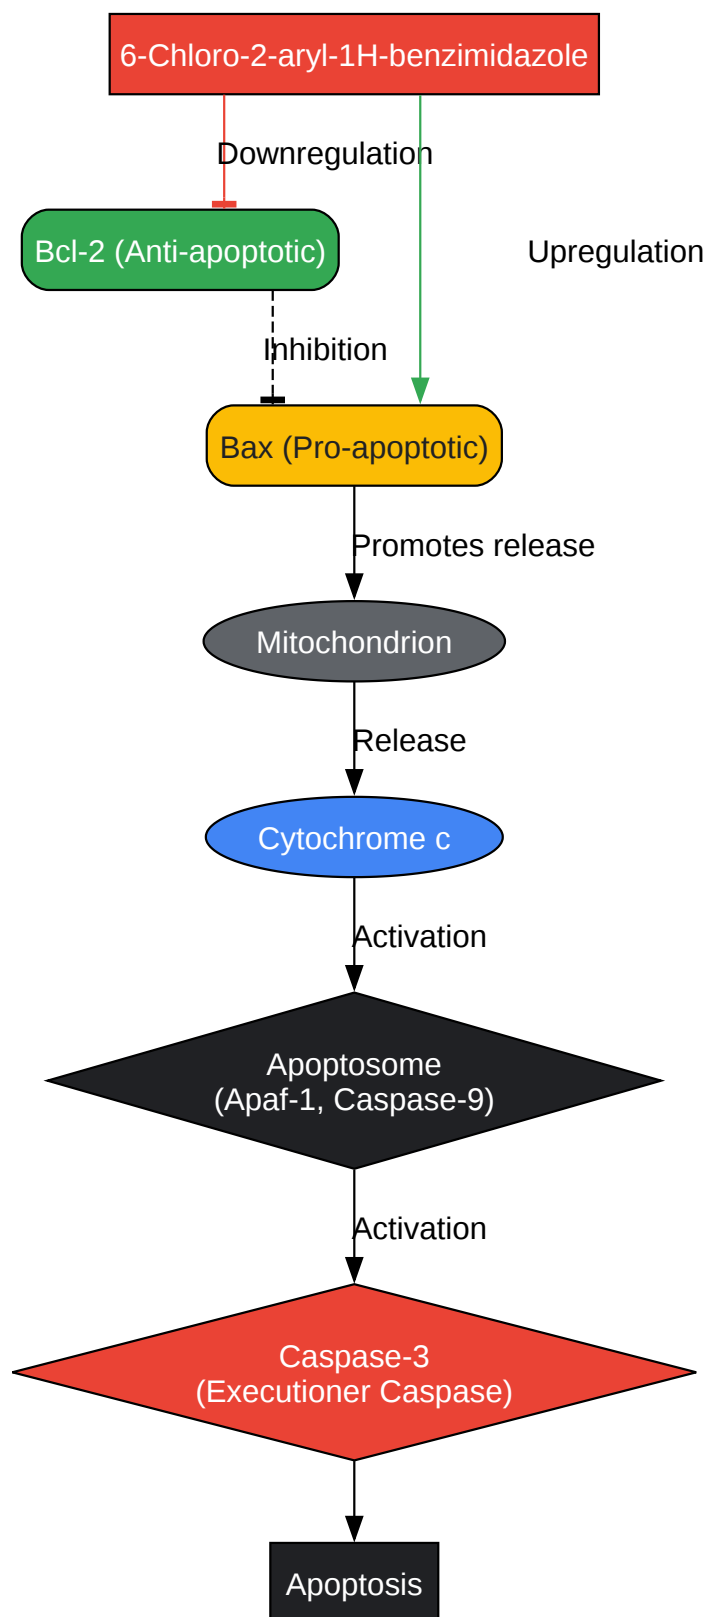 6-Chloro-2-aryl-1H-benzimidazole
Downregulation
Bcl-2 (Anti-apoptotic)
Upregulation
Inhibition
Bax (Pro-apoptotic)
Promotes release
Mitochondrion
Release
Cytochrome c
Activation
Apoptosome
(Apaf-1, Caspase-9)
Activation
Caspase-3
(Executioner Caspase)
Apoptosis